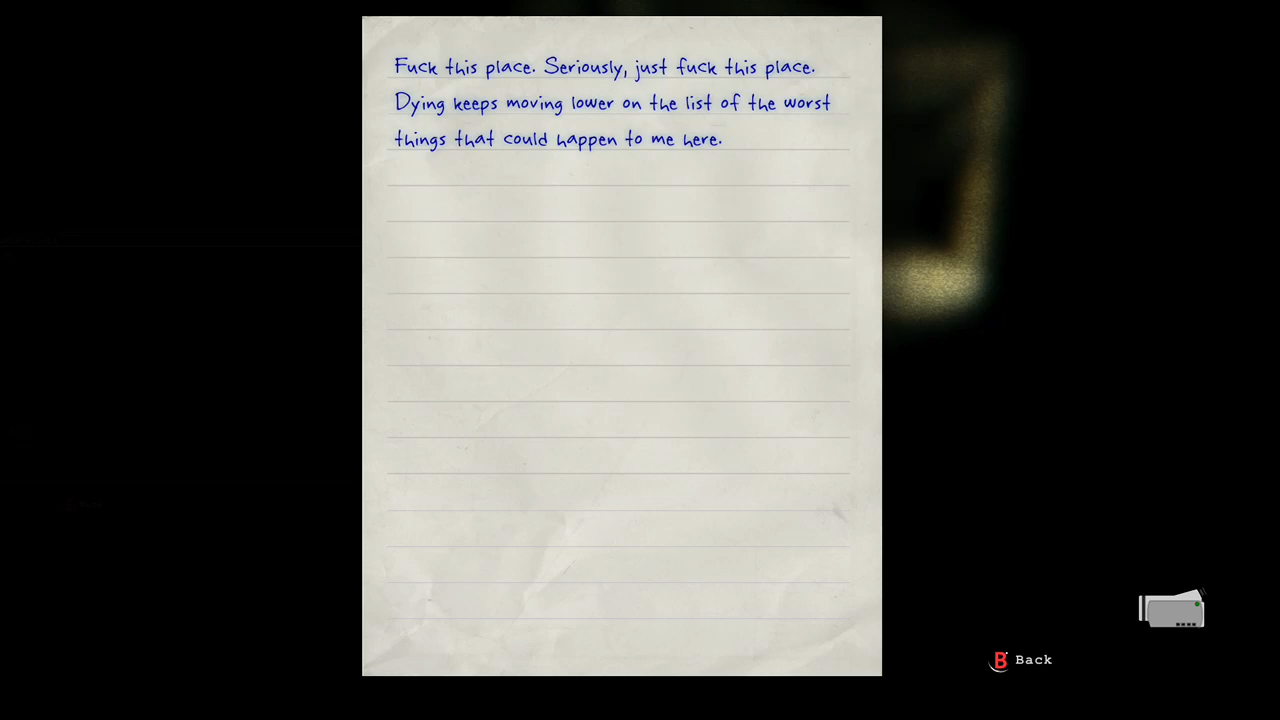 Fuck this place. Seriously, just fuck this place.
Dying keeps moving lower on the list of the worst
things that could happen to me here.
B Back